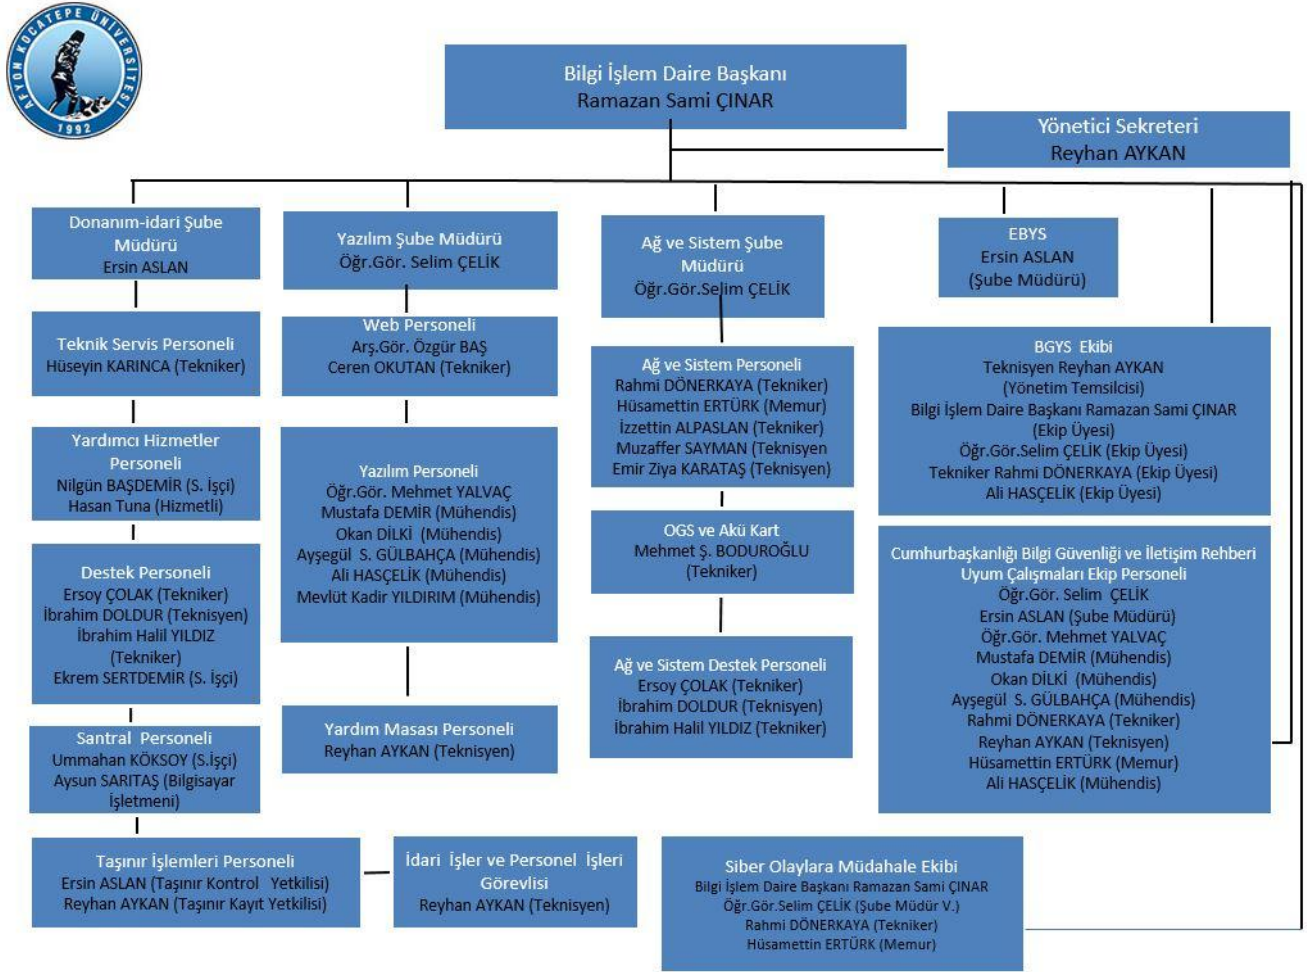 AFYON KOCATEPE ÜNİVERSİTESİ
1992
Bilgi İşlem Daire Başkanı
Ramazan Sami ÇINAR
Yönetici Sekreteri
Reyhan AYKAN
Donanım-idari Şube
Müdürü
Ersin ASLAN
Teknik Servis Personeli
Hüseyin KARINCA (Tekniker)
Yardımcı Hizmetler
Personeli
Nilgün BAŞDEMİR (S. İşçi)
Hasan Tuna (Hizmetli)
Destek Personeli
Ersoy ÇOLAK (Tekniker)
İbrahim DOLDUR (Teknisyen)
İbrahim Halil YILDIZ
(Tekniker)
Ekrem SERTDEMİR (S. İşçi)
Santral Personeli
Ummahan KÖKSOY (S.İşçi)
Aysun SARITAŞ (Bilgisayar
İşletmeni)
Taşınır İşlemleri Personeli
Ersin ASLAN (Taşınır Kontrol Yetkilisi)
Reyhan AYKAN (Taşınır Kayıt Yetkilisi)
İdari İşler ve Personel İşleri
Görevlisi
Reyhan AYKAN (Teknisyen)
Yazılım Şube Müdürü
Öğr.Gör. Selim ÇELİK
Web Personeli
Arş.Gör. Özgür BAŞ
Ceren OKUTAN (Tekniker)
Yazılım Personeli
Öğr.Gör. Mehmet YALVAÇ
Mustafa DEMİR (Mühendis)
Okan DİLKİ (Mühendis)
Ayşegül S. GÜLBAHÇA (Mühendis)
Ali HASÇELİK (Mühendis)
Mevlüt Kadir YILDIRIM (Mühendis)
Yardım Masası Personeli
Reyhan AYKAN (Teknisyen)
Ağ ve Sistem Şube
Müdürü
Öğr.Gör.Selim ÇELİK
Ağ ve Sistem Personeli
Rahmi DÖNERKAYA (Tekniker)
Hüsamettin ERTÜRK (Memur)
İzzettin ALPASLAN (Tekniker)
Muzaffer SAYMAN (Teknisyen
Emir Ziya KARATAŞ (Teknisyen)
OGS ve Akü Kart
Mehmet Ş. BODUROĞLU
(Tekniker)
Ağ ve Sistem Destek Personeli
Ersoy ÇOLAK (Tekniker)
İbrahim DOLDUR (Teknisyen)
İbrahim Halil YILDIZ (Tekniker)
EBYS
Ersin ASLAN
(Şube Müdürü)
BGYS Ekibi
Teknisyen Reyhan AYKAN
(Yönetim Temsilcisi)
Bilgi İşlem Daire Başkanı Ramazan Sami ÇINAR
(Ekip Üyesi)
Öğr.Gör.Selim ÇELİK (Ekip Üyesi)
Tekniker Rahmi DÖNERKAYA (Ekip Üyesi)
Ali HASÇELİK (Ekip Üyesi)
Cumhurbaşkanlığı Bilgi Güvenliği ve İletişim Rehberi
Uyum Çalışmaları Ekip Personeli
Öğr.Gör. Selim ÇELİK
Ersin ASLAN (Şube Müdürü)
Öğr.Gör. Mehmet YALVAÇ
Mustafa DEMİR (Mühendis)
Okan DİLKİ (Mühendis)
Ayşegül S. GÜLBAHÇA (Mühendis)
Rahmi DÖNERKAYA (Tekniker)
Reyhan AYKAN (Teknisyen)
Hüsamettin ERTÜRK (Memur)
Ali HASÇELİK (Mühendis)
Siber Olaylara Müdahale Ekibi
Bilgi İşlem Daire Başkanı Ramazan Sami ÇINAR
Öğr.Gör.Selim ÇELİK (Şube Müdür V.)
Rahmi DÖNERKAYA (Tekniker)
Hüsamettin ERTÜRK (Memur)